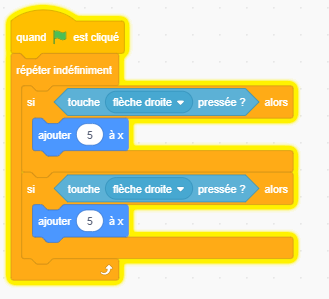 quand est cliqué
répéter indéfiniment
si touche flèche droite pressée ? alors
ajouter 5 à x
si touche flèche droite pressée ? alors
ajouter 5 à x